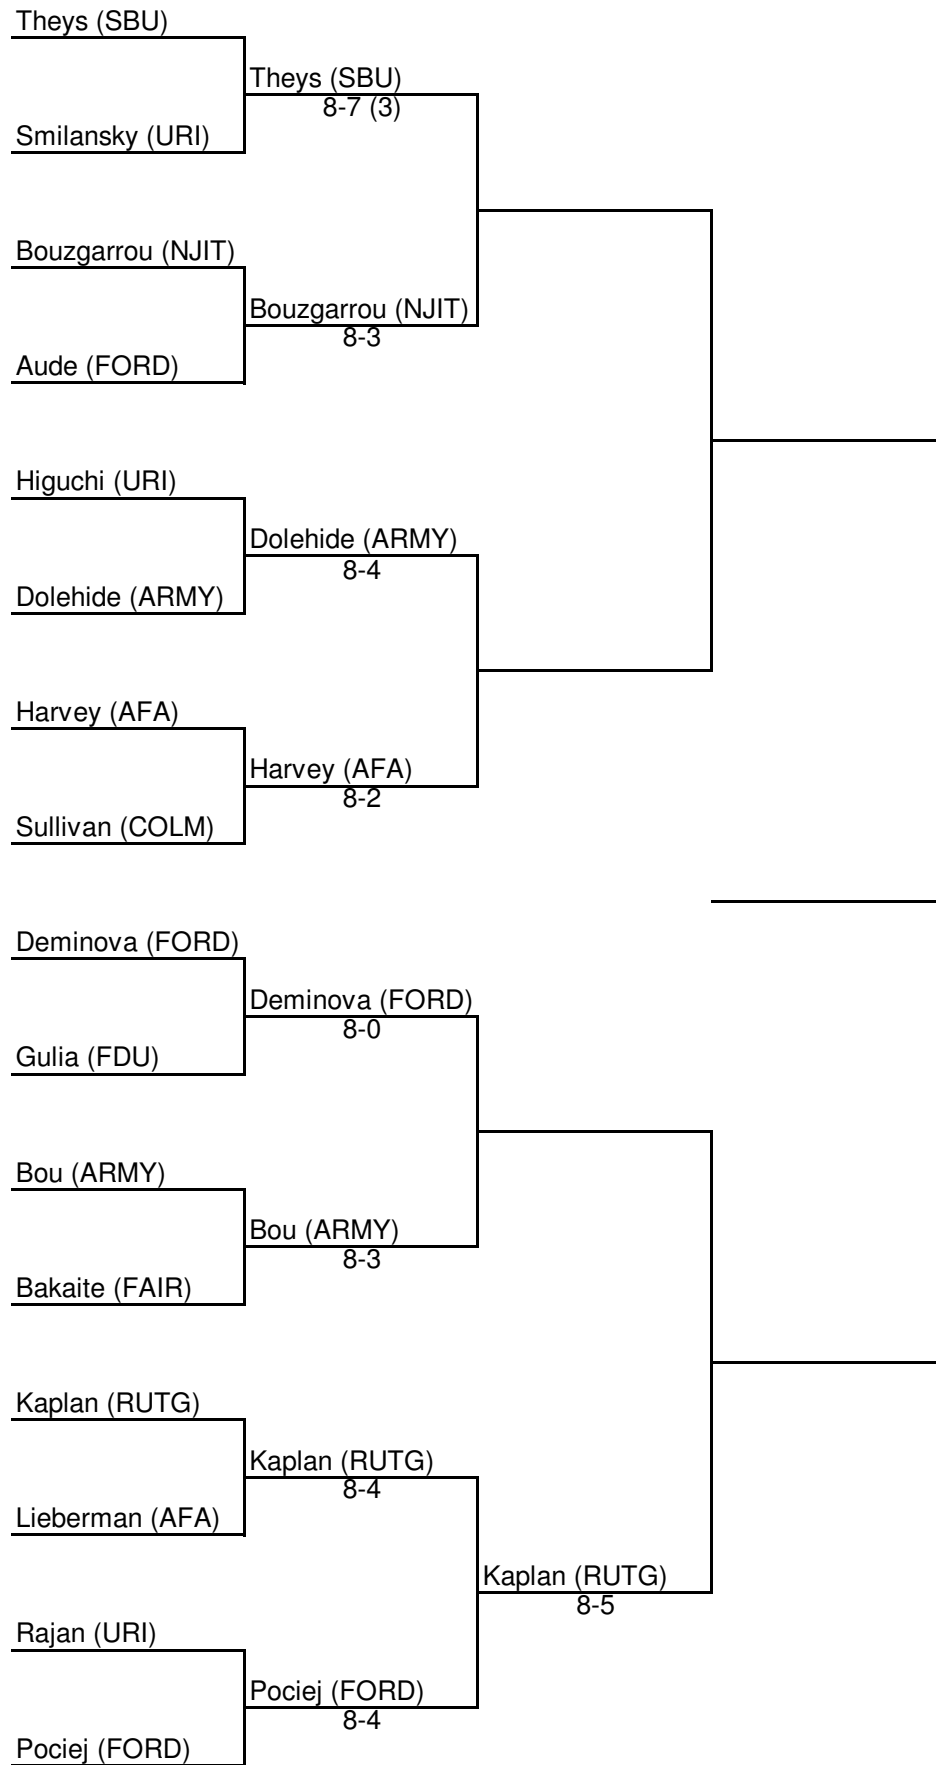 Theys (SBU)
Theys (SBU)
8-7 (3)
Smilansky (URI)
Bouzgarrou (NJIT)
Bouzgarrou (NJIT)
8-3
Aude (FORD)
Higuchi (URI)
Dolehide (ARMY)
8-4
Dolehide (ARMY)
Harvey (AFA)
Harvey (AFA)
8-2
Sullivan (COLM)
Deminova (FORD)
Deminova (FORD)
8-0
Gulia (FDU)
Bou (ARMY)
Bou (ARMY)
8-3
Bakaite (FAIR)
Kaplan (RUTG)
Kaplan (RUTG)
8-4
Lieberman (AFA)
Kaplan (RUTG)
8-5
Rajan (URI)
Pociej (FORD)
8-4
Pociej (FORD)